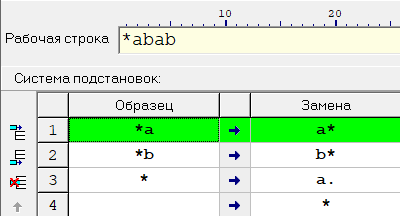 10 20
Рабочая строка *abab
Система подстановок:
Образец Замена
1 *a → a*
2 *b → b*
3 * → a.
4 → *